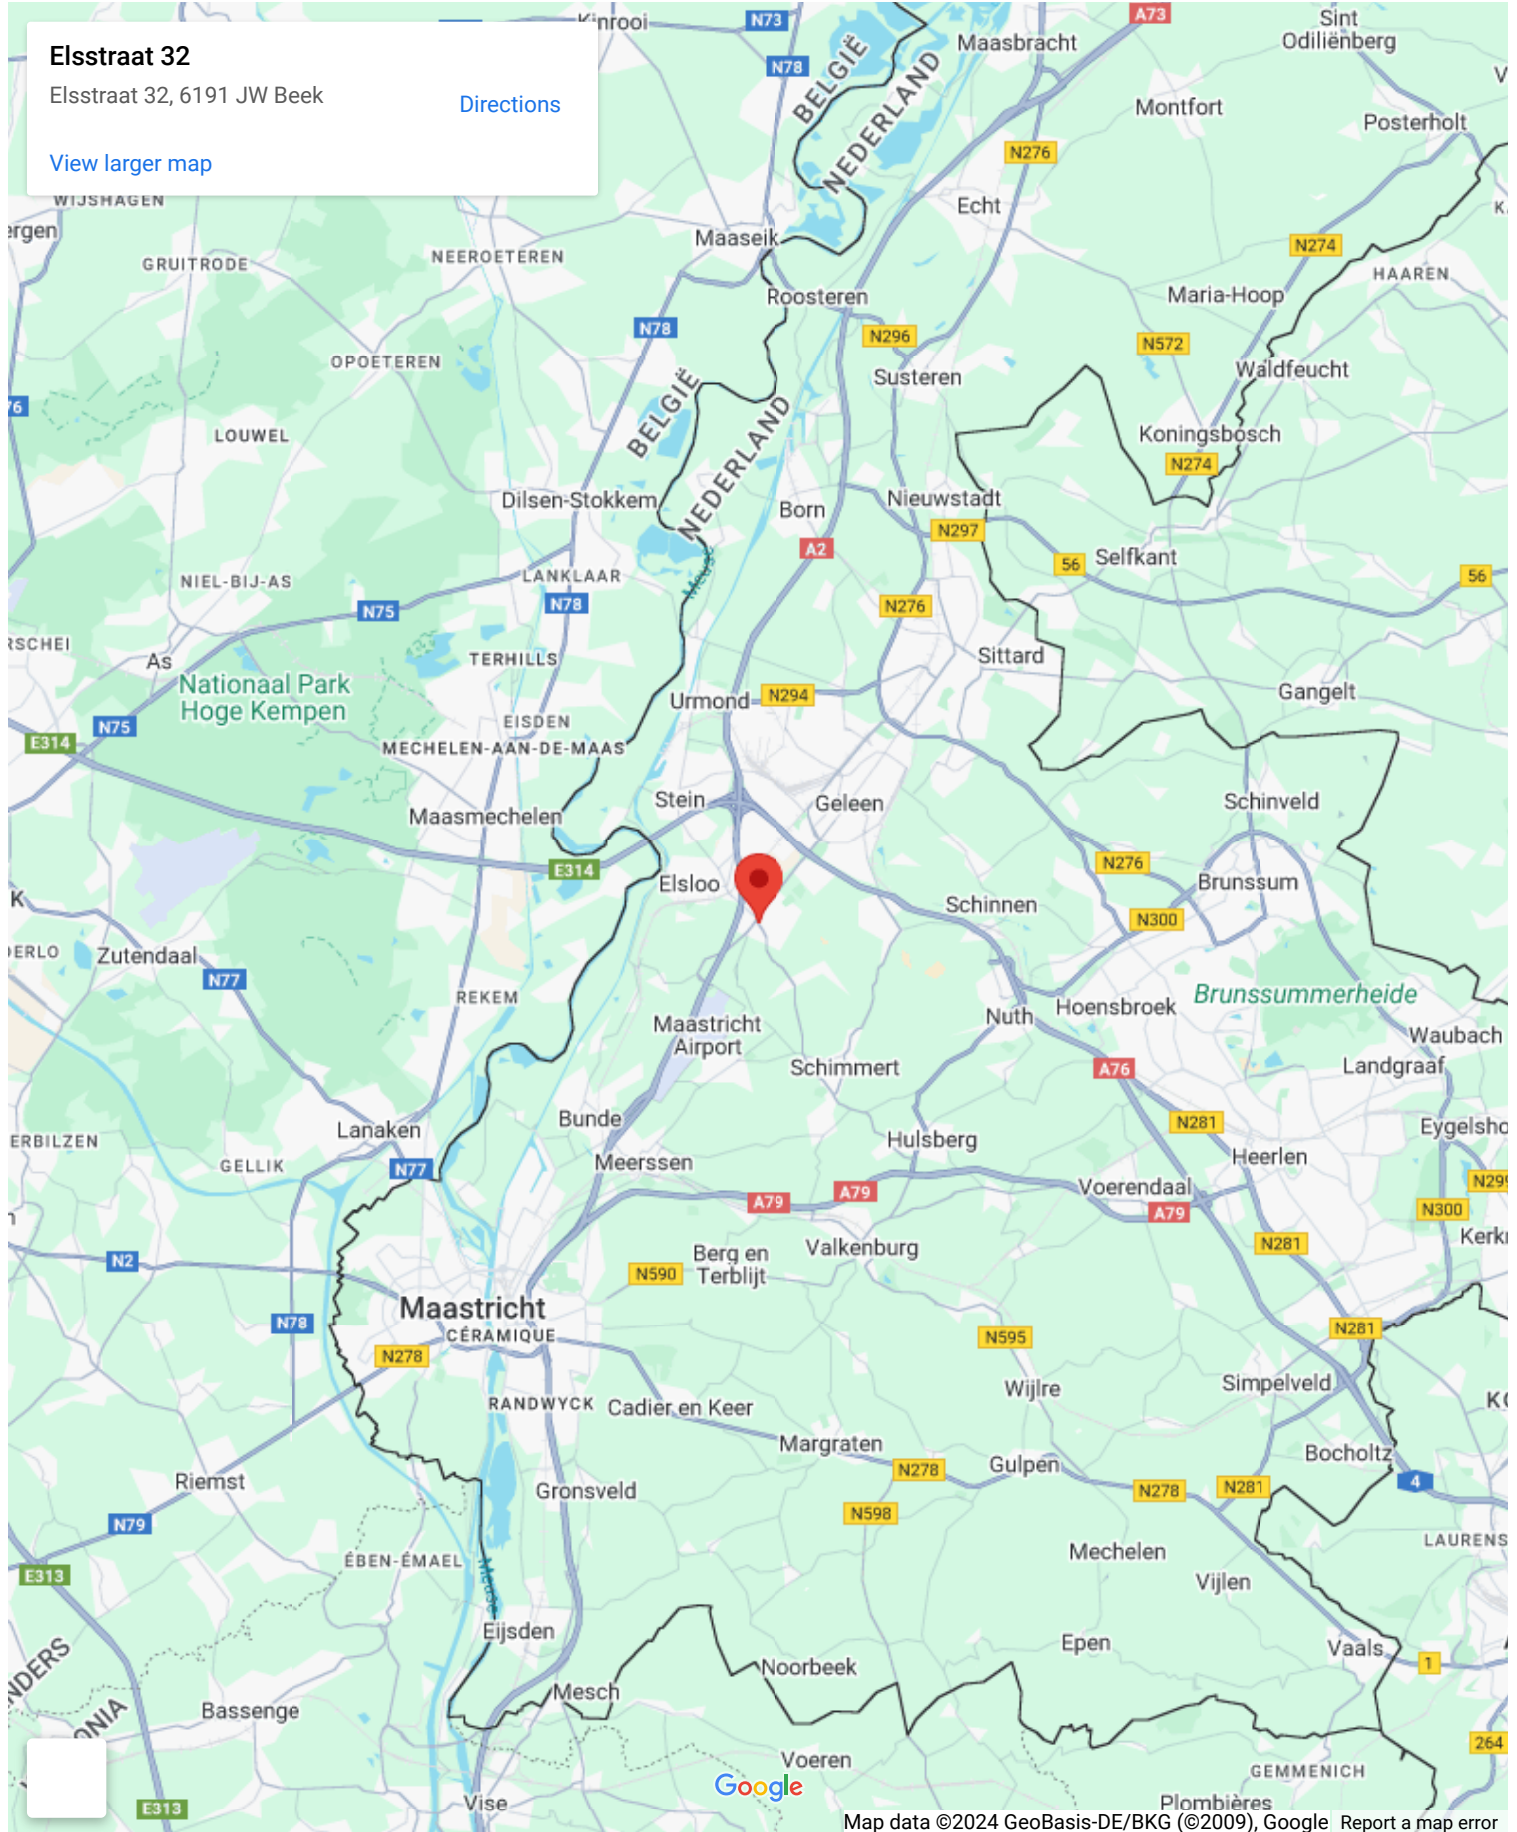 Elsstraat 32
Elsstraat 32, 6191 JW Beek
Directions
View larger map
Kinrooi
N73
A73
Sint
Odiliënberg
N78
BELGIË
NEDERLAND
Maasbracht
Montfort
Posterholt
N276
WIJSHAGEN
Echt
Maaseik
N274
GRUITRODE
NEEROETEREN
HAAREN
Roosteren
Maria-Hoop
N78
N296
N572
OPOETEREN
Susteren
Waldfeucht
BELGIË
NEDERLAND
LOUWEL
Koningsbosch
N274
Dilsen-Stokkem
Born
Nieuwstadt
N297
A2
Meuse
56
Selfkant
56
NIEL-BIJ-AS
LANKLAAR
N75
N78
N276
As
TERHILLS
Sittard
Nationaal Park
Hoge Kempen
Urmond
N294
Gangelt
N75
EISDEN
E314
MECHELEN-AAN-DE-MAAS
Stein
Geleen
Schinveld
Maasmechelen
E314
Elsloo
N276
Brunssum
Schinnen
N300
Zutendaal
N77
REKEM
Brunssummerheide
Hoensbroek
Nuth
Maastricht
Airport
Waubach
Schimmert
A76
Landgraaf
Bunde
N281
Lanaken
Hulsberg
GELLIK
N77
Meerssen
Heerlen
A79
A79
Voerendaal
A79
N300
N2
N590
Berg en
Terblijt
Valkenburg
N281
Maastricht
CÉRAMIQUE
N78
N278
N595
N281
Wijlre
Simpelveld
RANDWYCK
Cadier en Keer
Margraten
Bocholtz
Riemst
N278
Gulpen
N278
N281
4
Gronsveld
N598
N79
ÉBEN-ÉMAEL
Mechelen
E313
Meuse
Vijlen
Eijsden
Epen
Vaals
Noorbeek
1
Mesch
Bassenge
264
Voeren
GEMMENICH
Google
E313
Vise
Plombières
Map data ©2024 GeoBasis-DE/BKG (©2009), Google
Report a map error